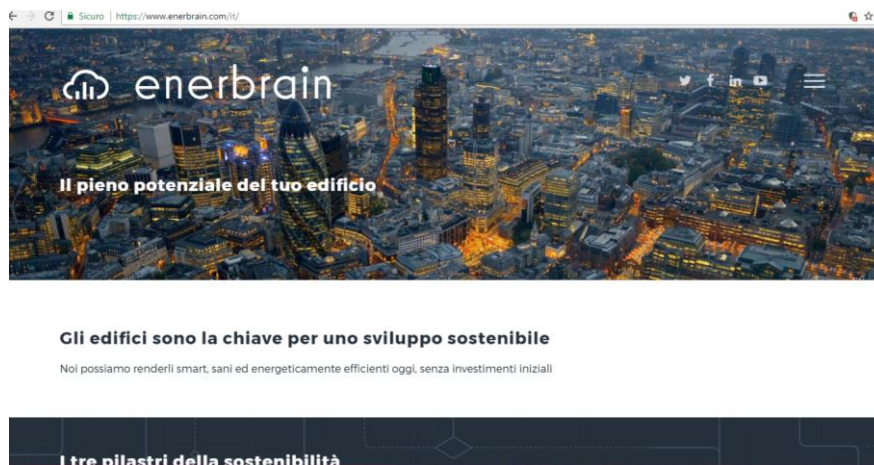 Sicuro | https://www.enerbrain.com/it/
enerbrain
Il pieno potenziale del tuo edificio
Gli edifici sono la chiave per uno sviluppo sostenibile
Noi possiamo renderli smart, sani ed energeticamente efficienti oggi, senza investimenti iniziali
I tre pilastri della sostenibilità